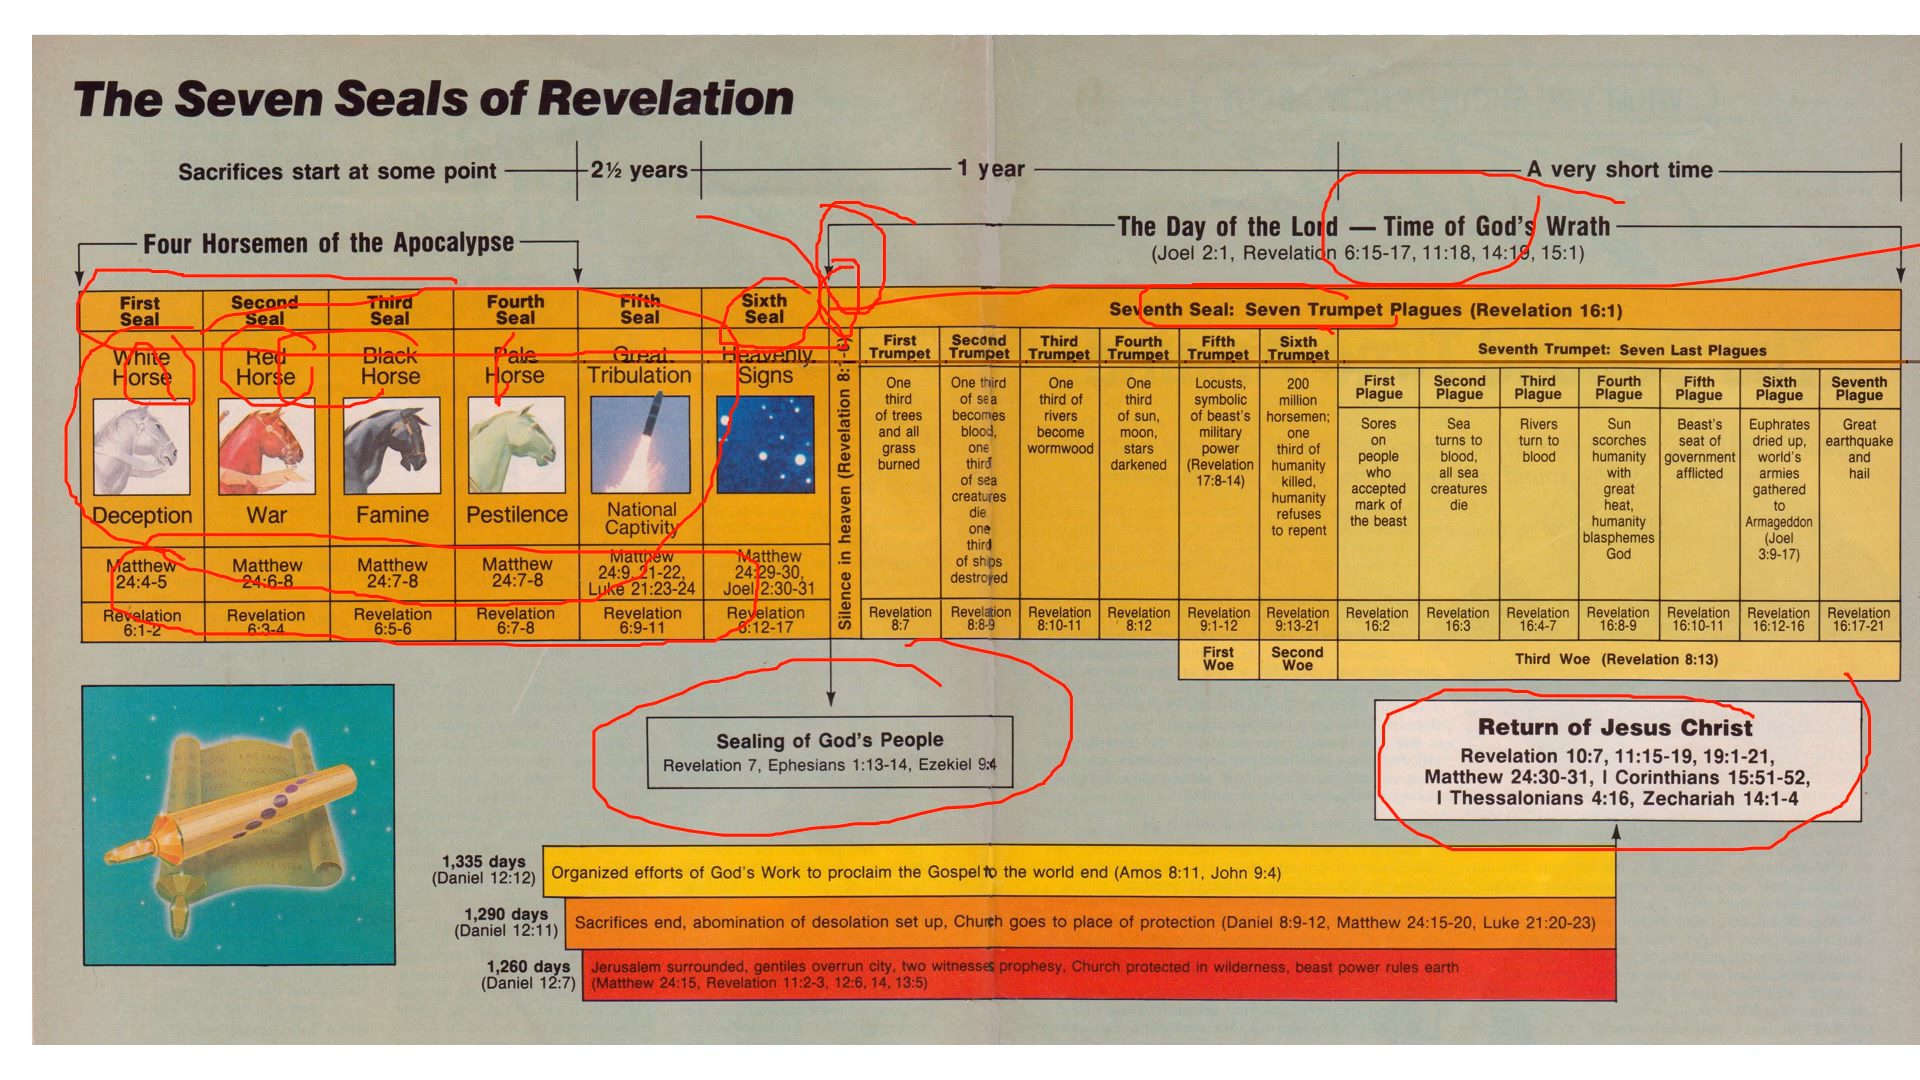 The Seven Seals of Revelation
Sacrifices start at some point
2½ years
1 year
A very short time
Four Horsemen of the Apocalypse
The Day of the Lord — Time of God's Wrath
(Joel 2:1, Revelation 6:15-17, 11:18, 14:19, 15:1)
First
Seal
White
Horse
Deception
Matthew
24:4-5
Revelation
6:1-2
Second
Seal
Red
Horse
War
Matthew
24:6-8
Revelation
6:3-4
Third
Seal
Black
Horse
Famine
Matthew
24:7-8
Revelation
6:5-6
Fourth
Seal
Pale
Horse
Pestilence
Matthew
24:7-8
Revelation
6:7-8
Fifth
Seal
Great
Tribulation
National
Captivity
Matthew
24:9, 21-22,
Luke 21:23-24
Revelation
6:9-11
Sixth
Seal
Heavenly
Signs
Matthew
24:29-30,
Joel 2:30-31
Revelation
6:12-17
Silence in heaven (Revelation 8:1-6)
Seventh Seal: Seven Trumpet Plagues (Revelation 16:1)
First
Trumpet
One
third
of trees
and all
grass
burned
Revelation
8:7
Second
Trumpet
One third
of sea
becomes
blood,
one
third
of sea
creatures
die
one
third
of ships
destroyed
Revelation
8:8-9
Third
Trumpet
One
third of
rivers
become
wormwood
Revelation
8:10-11
Fourth
Trumpet
One
third
of sun,
moon,
stars
darkened
Revelation
8:12
Fifth
Trumpet
Locusts,
symbolic
of beast's
military
power
(Revelation
17:8-14)
Revelation
9:1-12
First
Woe
Sixth
Trumpet
200
million
horsemen;
one
third of
humanity
killed,
humanity
refuses
to repent
Revelation
9:13-21
Second
Woe
Seventh Trumpet: Seven Last Plagues
First
Plague
Sores
on
people
who
accepted
mark of
the beast
Revelation
16:2
Second
Plague
Sea
turns to
blood,
all sea
creatures
die
Revelation
16:3
Third
Plague
Rivers
turn to
blood
Revelation
16:4-7
Fourth
Plague
Sun
scorches
humanity
with
great
heat,
humanity
blasphemes
God
Revelation
16:8-9
Fifth
Plague
Beast's
seat of
government
afflicted
Revelation
16:10-11
Sixth
Plague
Euphrates
dried up,
world's
armies
gathered
to
Armageddon
(Joel
3:9-17)
Revelation
16:12-16
Seventh
Plague
Great
earthquake
and
hail
Revelation
16:17-21
Third Woe (Revelation 8:13)
Sealing of God's People
Revelation 7, Ephesians 1:13-14, Ezekiel 9:4
Return of Jesus Christ
Revelation 10:7, 11:15-19, 19:1-21,
Matthew 24:30-31, I Corinthians 15:51-52,
I Thessalonians 4:16, Zechariah 14:1-4
1,335 days
(Daniel 12:12)
Organized efforts of God's Work to proclaim the Gospel to the world end (Amos 8:11, John 9:4)
1,290 days
(Daniel 12:11)
Sacrifices end, abomination of desolation set up, Church goes to place of protection (Daniel 8:9-12, Matthew 24:15-20, Luke 21:20-23)
1,260 days
(Daniel 12:7)
Jerusalem surrounded, gentiles overrun city, two witnesses prophesy, Church protected in wilderness, beast power rules earth
(Matthew 24:15, Revelation 11:2-3, 12:6, 14, 13:5)